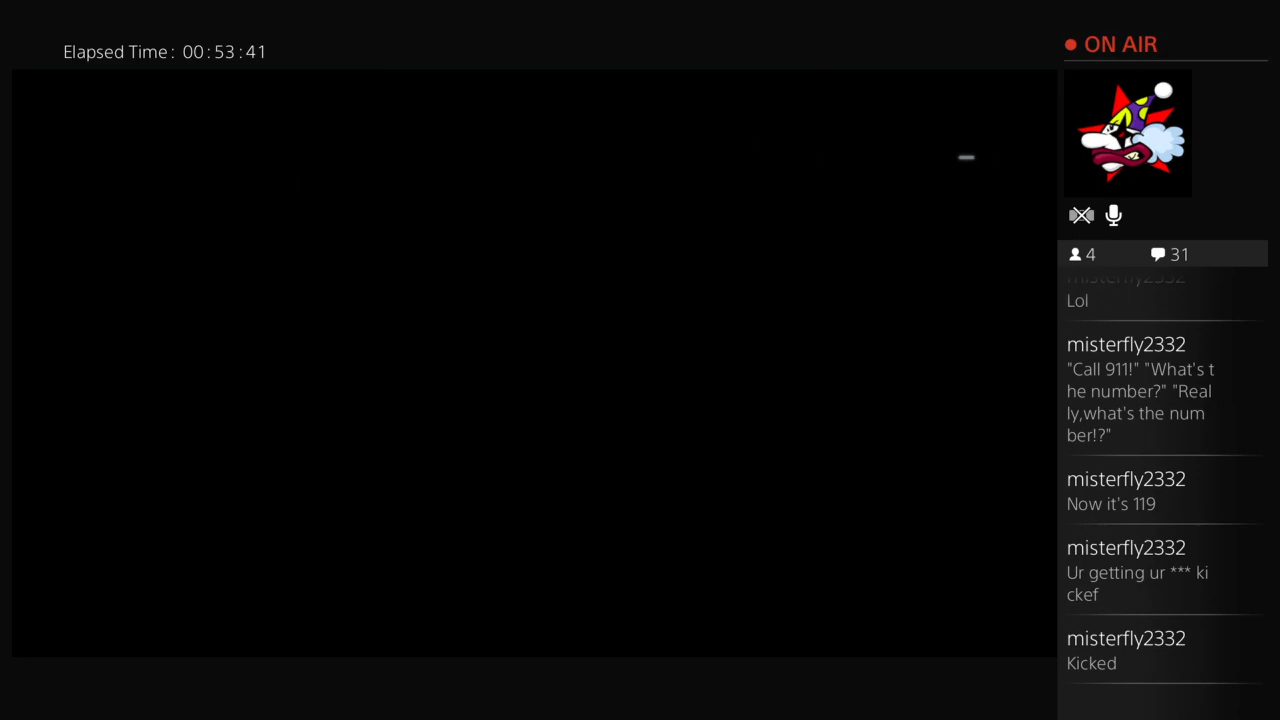 Elapsed Time: 00:53:41
ON AIR
4 31
misterfly2332
Lol
misterfly2332
"Call 911!" "What's t
he number?" "Real
ly,what's the num
ber!?"
misterfly2332
Now it's 119
misterfly2332
Ur getting ur *** ki
ckef
misterfly2332
Kicked